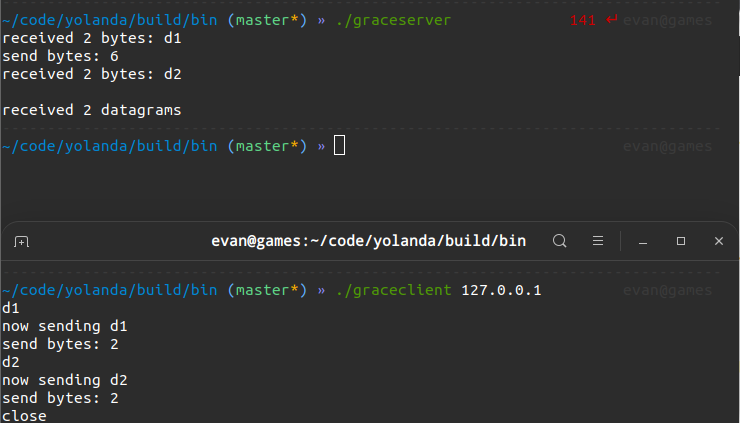 ~/code/yolanda/build/bin (master*) » ./graceserver 141 ↵ evan@games
received 2 bytes: d1
send bytes: 6
received 2 bytes: d2
received 2 datagrams
~/code/yolanda/build/bin (master*) » evan@games
evan@games:~/code/yolanda/build/bin
~/code/yolanda/build/bin (master*) » ./graceclient 127.0.0.1 evan@games
d1
now sending d1
send bytes: 2
d2
now sending d2
send bytes: 2
close